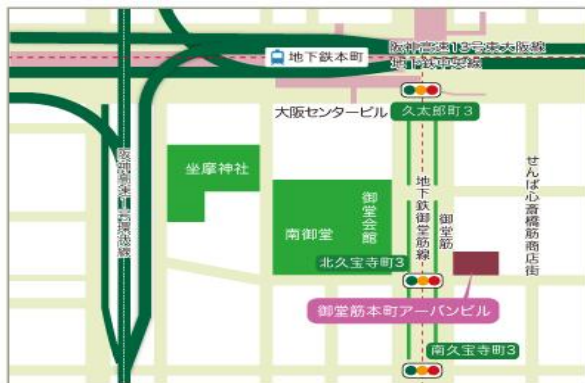 阪神高速13号東大阪線
地下鉄本町
地下鉄中央線
大阪センタービル
久太郎町3
坐摩神社
阪神高速1号環状線
御堂会館
南御堂
地下鉄御堂筋線
御堂筋
せんば心斎橋筋商店街
北久宝寺町3
御堂筋本町アーバンビル
南久宝寺町3